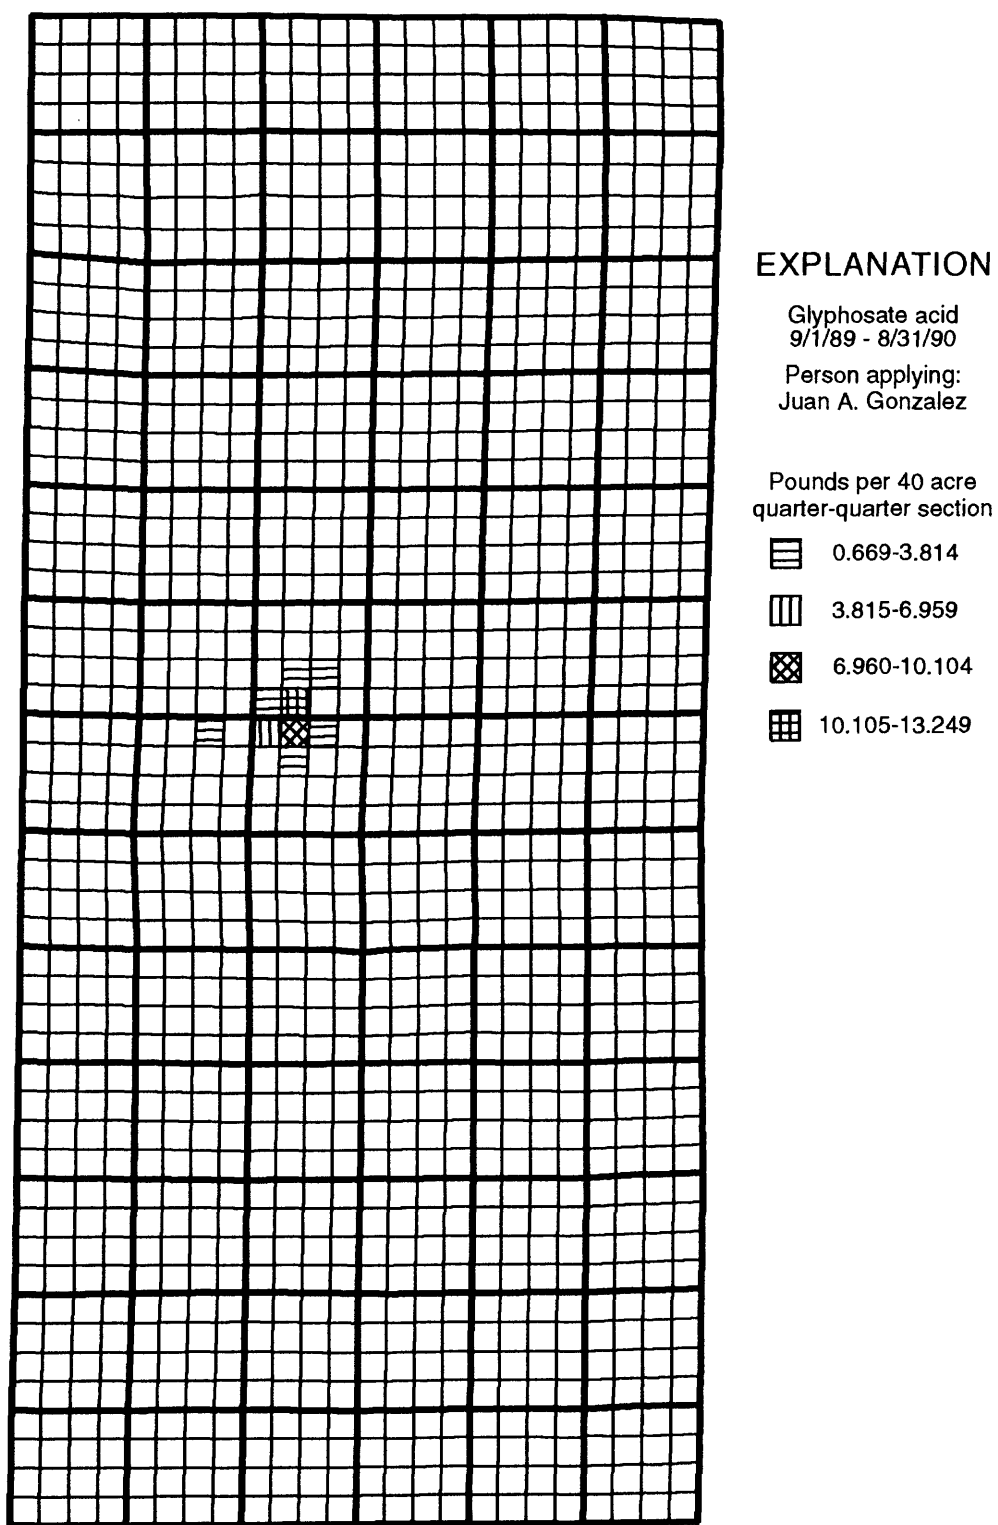 EXPLANATION
Glyphosate acid
9/1/89 - 8/31/90
Person applying:
Juan A. Gonzalez
Pounds per 40 acre
quarter-quarter section
0.669-3.814
3.815-6.959
6.960-10.104
10.105-13.249